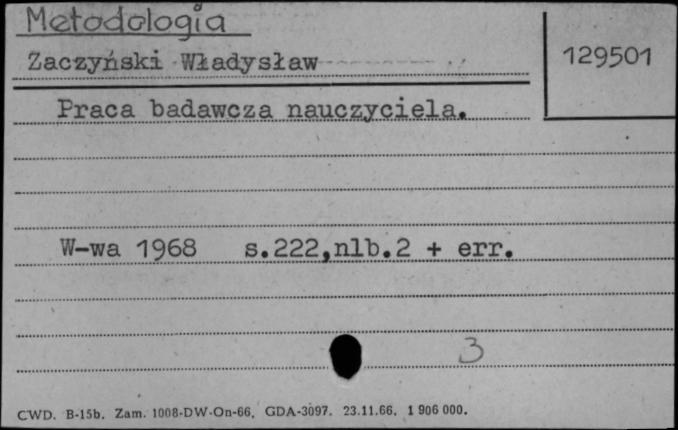 Metodologia
Zaczyński Władysław
129501
Praca badawcza nauczyciela.
W-wa 1968 s.222,nlb.2 + err.
3
CWD. B-15b. Zam. 1008-DW-On-66. GDA-3097. 23.11.66. 1 906 000.